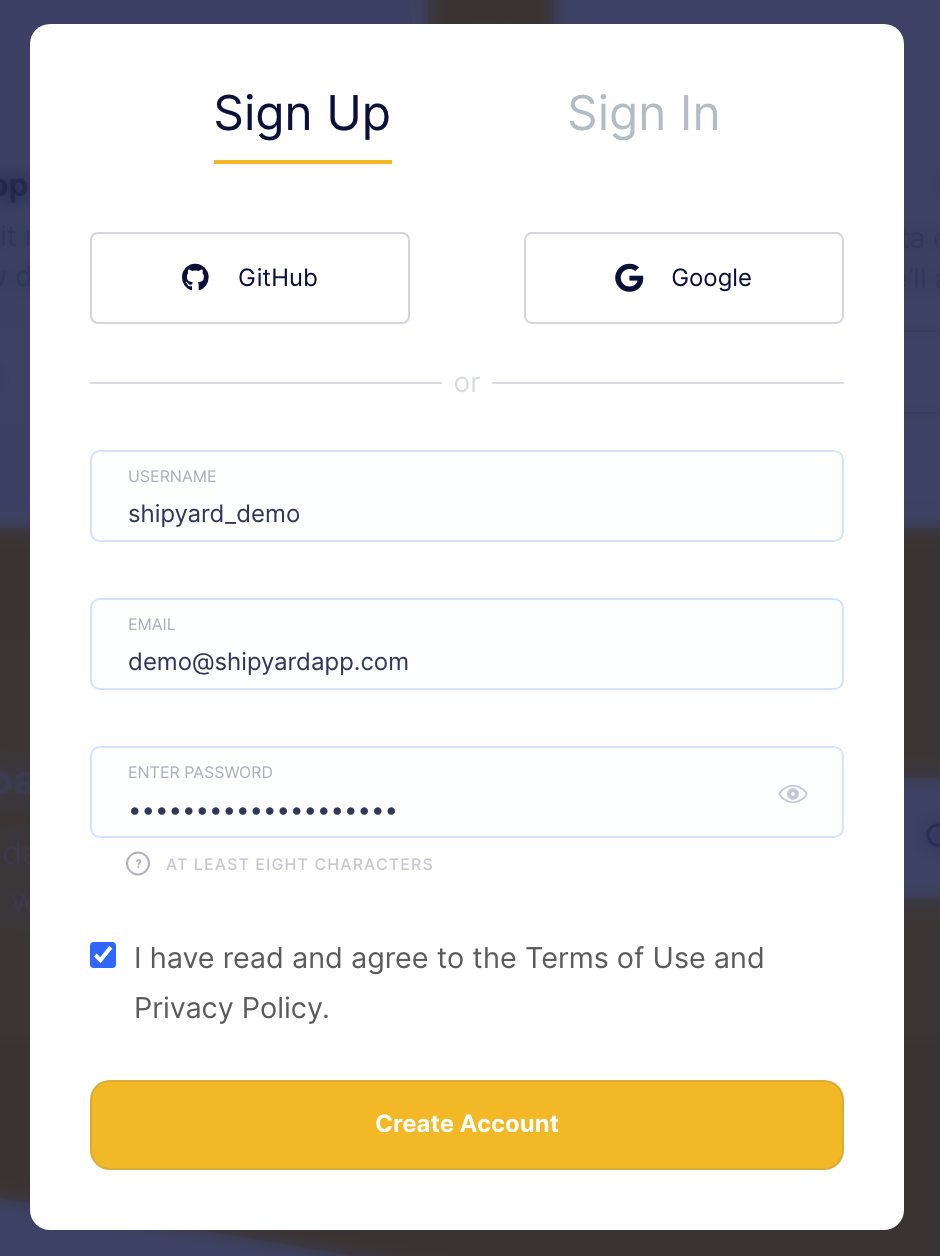 Sign Up
Sign In
GitHub
Google
or
USERNAME
shipyard_demo
EMAIL
demo@shipyardapp.com
ENTER PASSWORD
••••••••••••••••••••
? AT LEAST EIGHT CHARACTERS
I have read and agree to the Terms of Use and
Privacy Policy.
Create Account